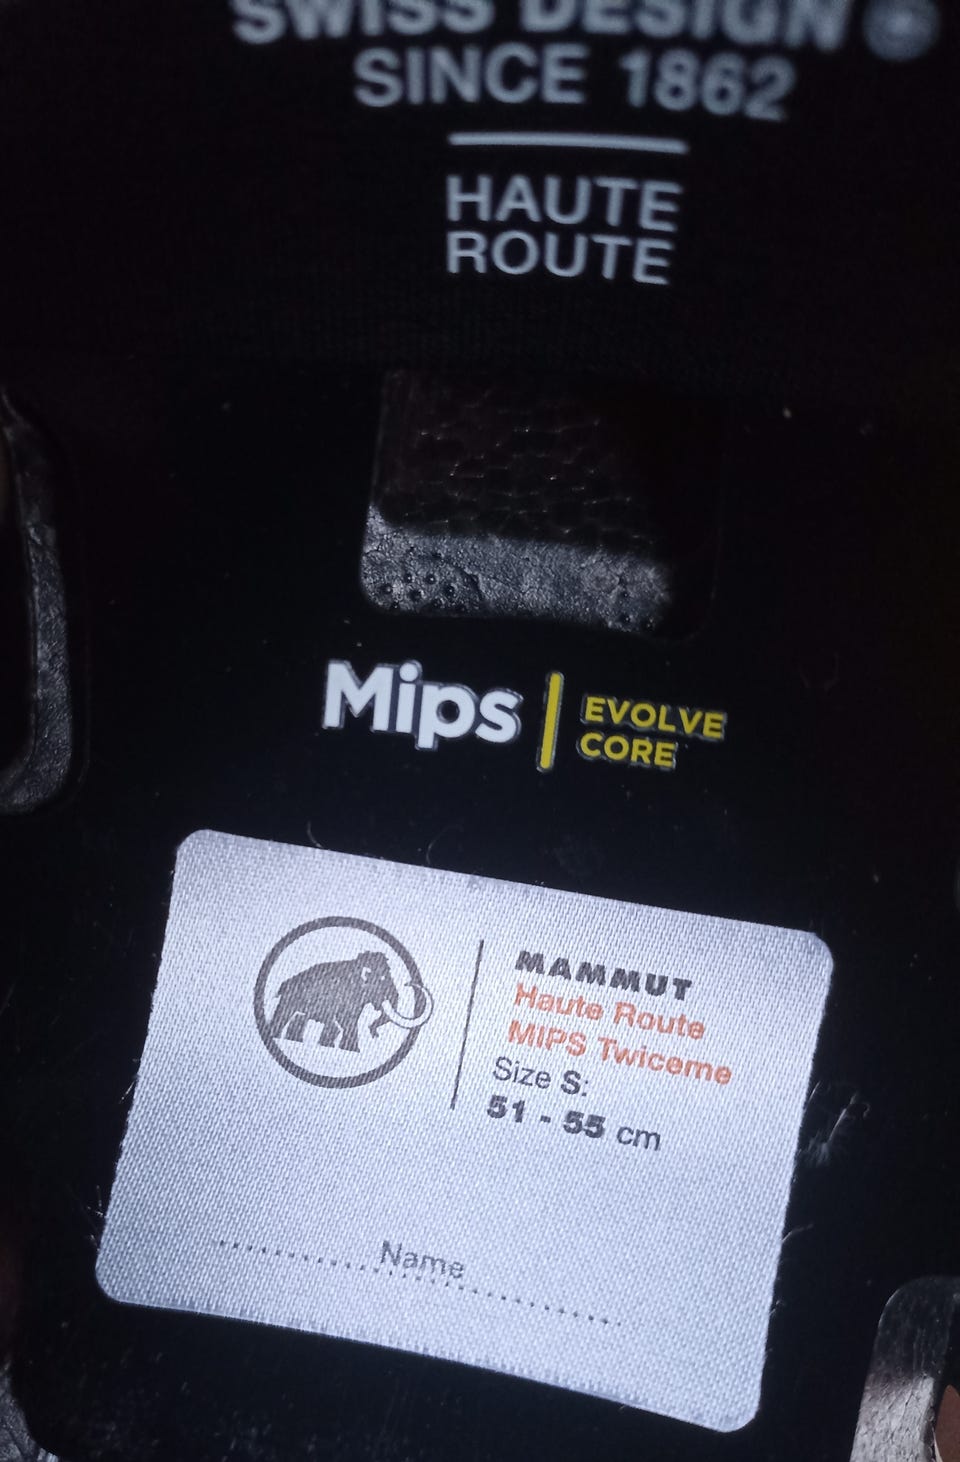 SWISS DESIGN
SINCE 1862
HAUTE
ROUTE
Mips | EVOLVE
CORE
MAMMUT
Haute Route
MIPS Twiceme
Size S:
51 - 55 cm
Name